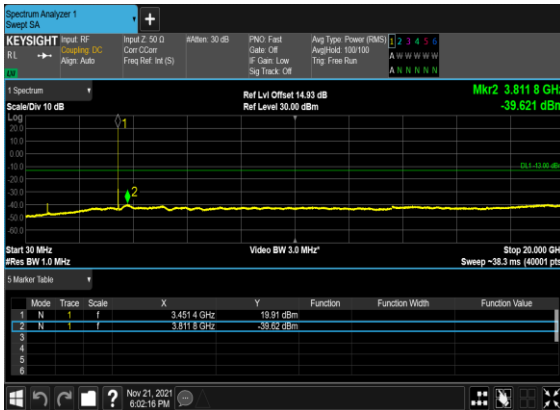 Spectrum Analyzer 1
Swept SA
+
KEYSIGHT
RL
LXI
Input: RF
Coupling: DC
Align: Auto
Input Z: 50 Ω
Corr CCorr
Freq Ref: Int (S)
#Atten: 30 dB
PNO: Fast
Gate: Off
IF Gain: Low
Sig Track: Off
Avg Type: Power (RMS)
Avg|Hold: 100/100
Trig: Free Run
1 2 3 4 5 6
A W W W W W
A N N N N N
1 Spectrum
Scale/Div 10 dB
Ref Lvl Offset 14.93 dB
Ref Level 30.00 dBm
Mkr2 3.811 8 GHz
-39.621 dBm
Log
20.0
10.0
0.00
-10.0
-20.0
-30.0
-40.0
-50.0
-60.0
1
2
DL1 -13.00 dBm
Start 30 MHz
#Res BW 1.0 MHz
Video BW 3.0 MHz*
Stop 20.000 GHz
Sweep ~38.3 ms (40001 pts)
5 Marker Table
Mode Trace Scale X Y Function Function Width Function Value
1 N 1 f 3.451 4 GHz 19.91 dBm
2 N 1 f 3.811 8 GHz -39.62 dBm
3
4
5
6
?
Nov 21, 2021
6:02:16 PM